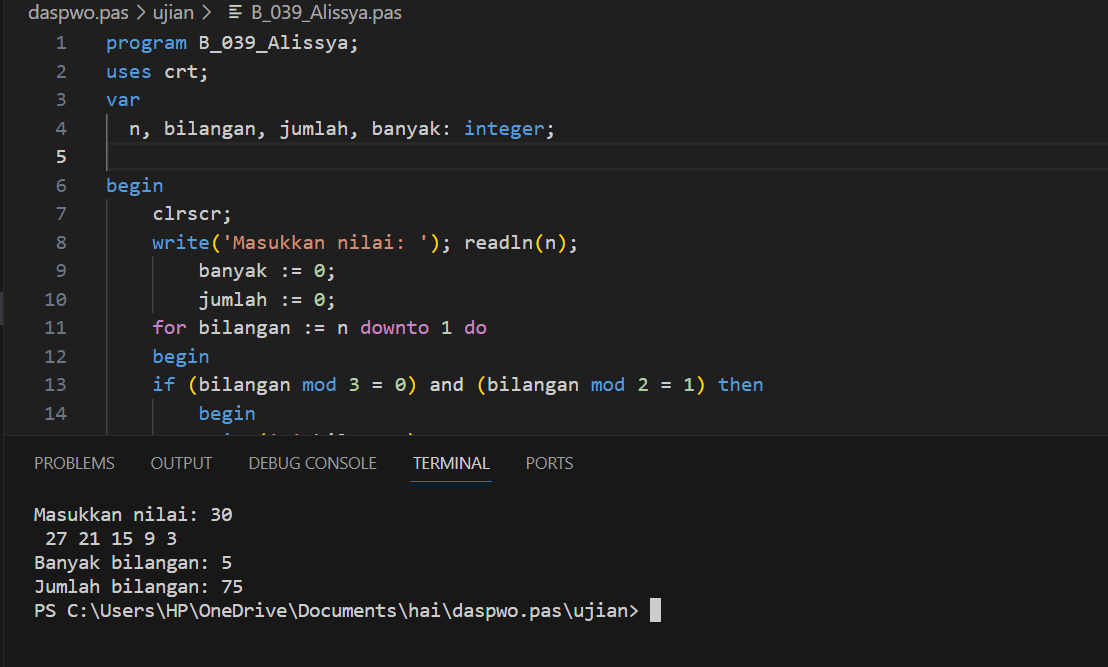 daspwo.pas > ujian > B_039_Alissya.pas
1 program B_039_Alissya;
2 uses crt;
3 var
4 n, bilangan, jumlah, banyak: integer;
5
6 begin
7 clrscr;
8 write('Masukkan nilai: '); readln(n);
9 banyak := 0;
10 jumlah := 0;
11 for bilangan := n downto 1 do
12 begin
13 if (bilangan mod 3 = 0) and (bilangan mod 2 = 1) then
14 begin
PROBLEMS OUTPUT DEBUG CONSOLE TERMINAL PORTS
Masukkan nilai: 30
27 21 15 9 3
Banyak bilangan: 5
Jumlah bilangan: 75
PS C:\Users\HP\OneDrive\Documents\hai\daspwo.pas\ujian>